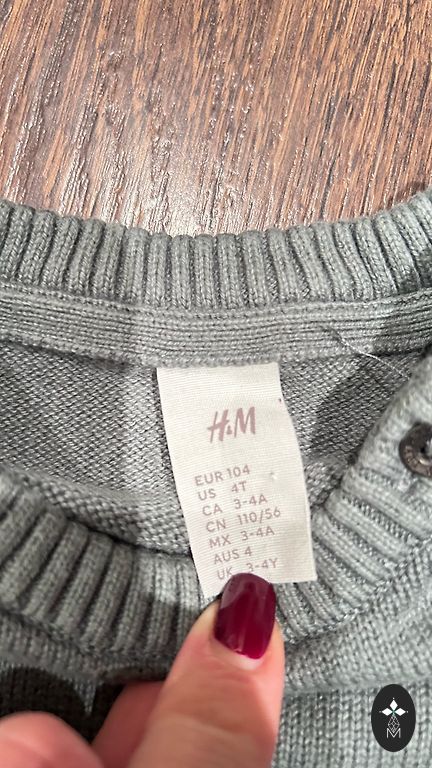 H&M
EUR 104
US 4T
CA 3-4A
CN 110/56
MX 3-4A
AUS 4
UK 3-4Y